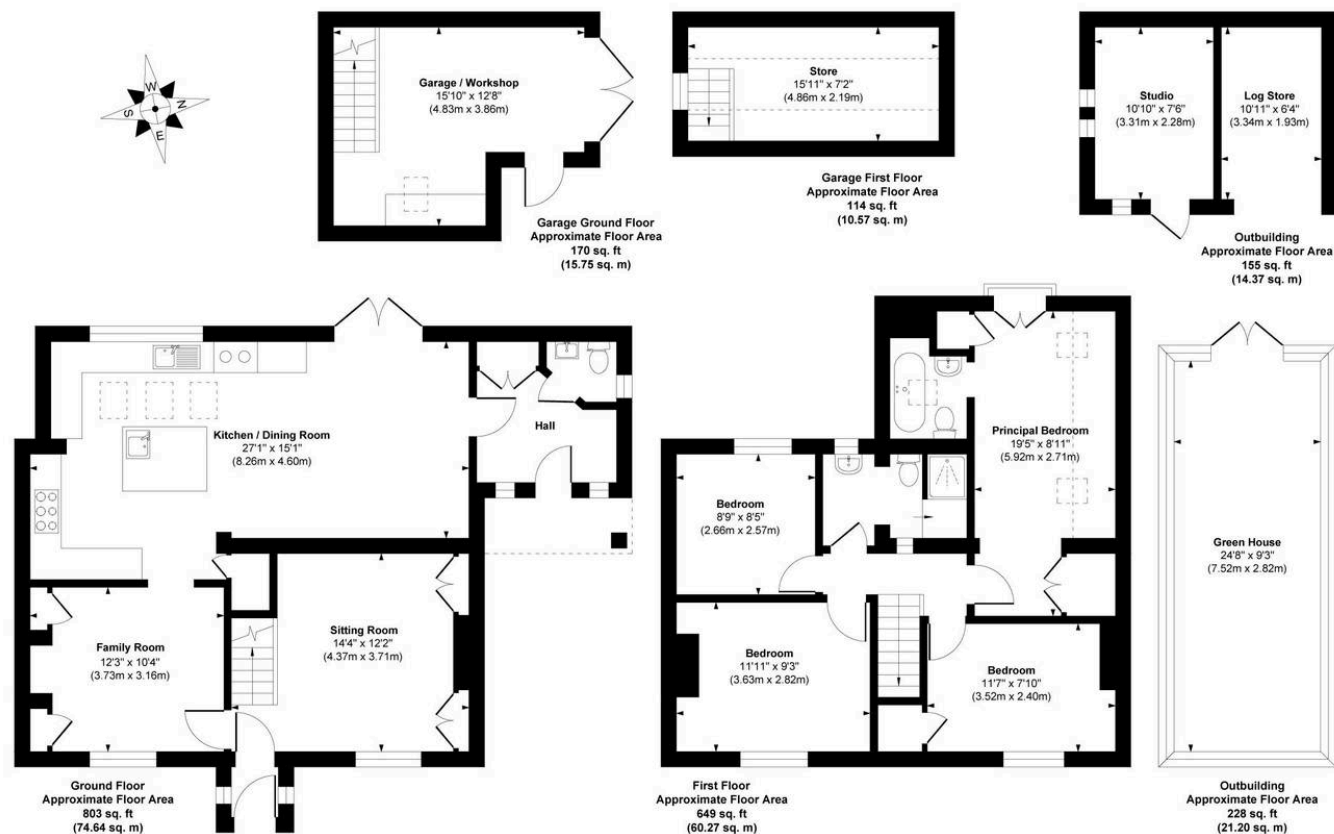 W
N
S
E
Garage / Workshop
15'10" x 12'8"
(4.83m x 3.86m)
Garage Ground Floor
Approximate Floor Area
170 sq. ft
(15.75 sq. m)
Store
15'11" x 7'2"
(4.86m x 2.19m)
Garage First Floor
Approximate Floor Area
114 sq. ft
(10.57 sq. m)
Studio
10'10" x 7'6"
(3.31m x 2.28m)
Log Store
10'11" x 6'4"
(3.34m x 1.93m)
Outbuilding
Approximate Floor Area
155 sq. ft
(14.37 sq. m)
Kitchen / Dining Room
27'1" x 15'1"
(8.26m x 4.60m)
Hall
Family Room
12'3" x 10'4"
(3.73m x 3.16m)
Sitting Room
14'4" x 12'2"
(4.37m x 3.71m)
Ground Floor
Approximate Floor Area
803 sq. ft
(74.64 sq. m)
Principal Bedroom
19'5" x 8'11"
(5.92m x 2.71m)
Bedroom
8'9" x 8'5"
(2.66m x 2.57m)
Bedroom
11'11" x 9'3"
(3.63m x 2.82m)
Bedroom
11'7" x 7'10"
(3.52m x 2.40m)
First Floor
Approximate Floor Area
649 sq. ft
(60.27 sq. m)
Green House
24'8" x 9'3"
(7.52m x 2.82m)
Outbuilding
Approximate Floor Area
228 sq. ft
(21.20 sq. m)